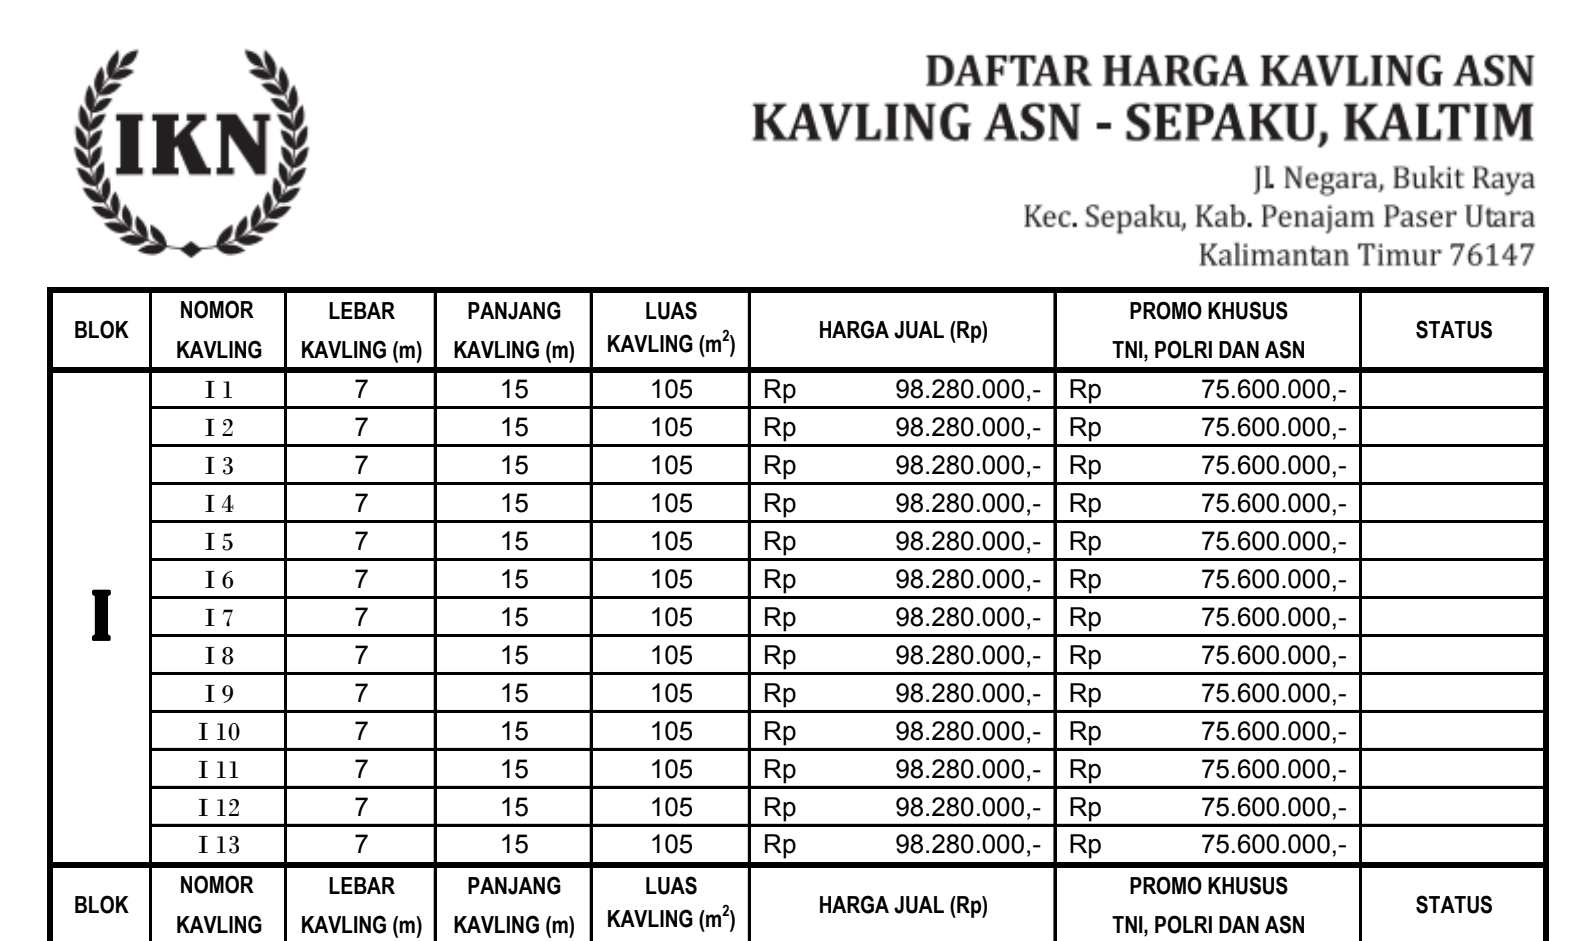 IKN
DAFTAR HARGA KAVLING ASN
KAVLING ASN - SEPAKU, KALTIM
Jl. Negara, Bukit Raya
Kec. Sepaku, Kab. Penajam Paser Utara
Kalimantan Timur 76147
BLOK NOMOR KAVLING LEBAR KAVLING (m) PANJANG KAVLING (m) LUAS KAVLING (m²) HARGA JUAL (Rp) PROMO KHUSUS TNI, POLRI DAN ASN STATUS
I
I 1 7 15 105 Rp 98.280.000,- Rp 75.600.000,-
I 2 7 15 105 Rp 98.280.000,- Rp 75.600.000,-
I 3 7 15 105 Rp 98.280.000,- Rp 75.600.000,-
I 4 7 15 105 Rp 98.280.000,- Rp 75.600.000,-
I 5 7 15 105 Rp 98.280.000,- Rp 75.600.000,-
I 6 7 15 105 Rp 98.280.000,- Rp 75.600.000,-
I 7 7 15 105 Rp 98.280.000,- Rp 75.600.000,-
I 8 7 15 105 Rp 98.280.000,- Rp 75.600.000,-
I 9 7 15 105 Rp 98.280.000,- Rp 75.600.000,-
I 10 7 15 105 Rp 98.280.000,- Rp 75.600.000,-
I 11 7 15 105 Rp 98.280.000,- Rp 75.600.000,-
I 12 7 15 105 Rp 98.280.000,- Rp 75.600.000,-
I 13 7 15 105 Rp 98.280.000,- Rp 75.600.000,-
BLOK NOMOR KAVLING LEBAR KAVLING (m) PANJANG KAVLING (m) LUAS KAVLING (m²) HARGA JUAL (Rp) PROMO KHUSUS TNI, POLRI DAN ASN STATUS